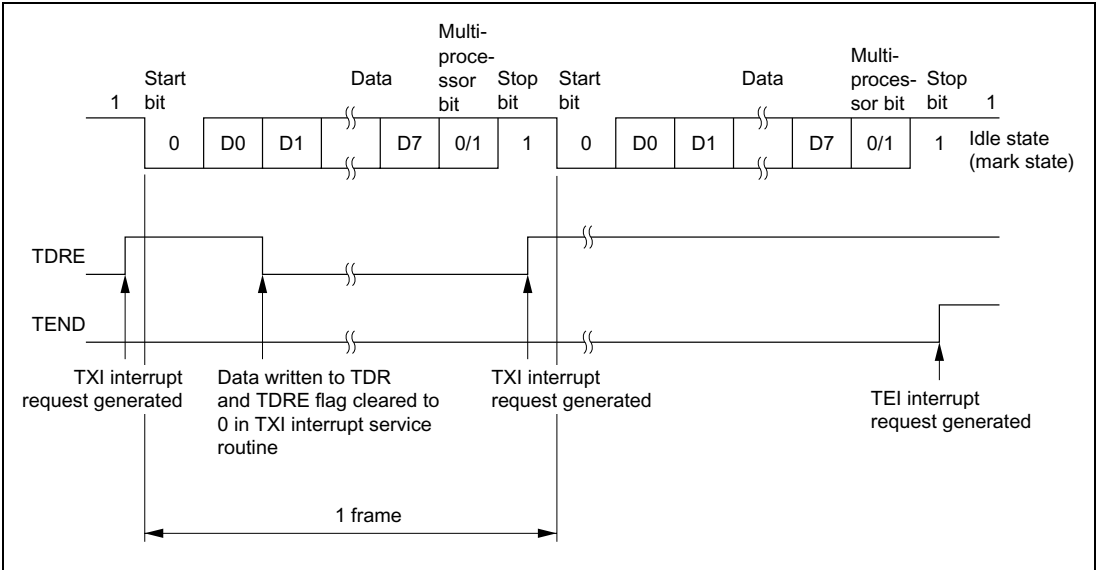 Multi-
proce-
ssor
bit
Start
bit
Data
Stop
bit
Start
bit
Data
Multi-
proces-
sor bit
Stop
bit
1
1
0
D0
D1
D7
0/1
1
0
D0
D1
D7
0/1
1
Idle state
(mark state)
TDRE
TEND
TXI interrupt
request generated
Data written to TDR
and TDRE flag cleared to
0 in TXI interrupt service
routine
TXI interrupt
request generated
TEI interrupt
request generated
1 frame